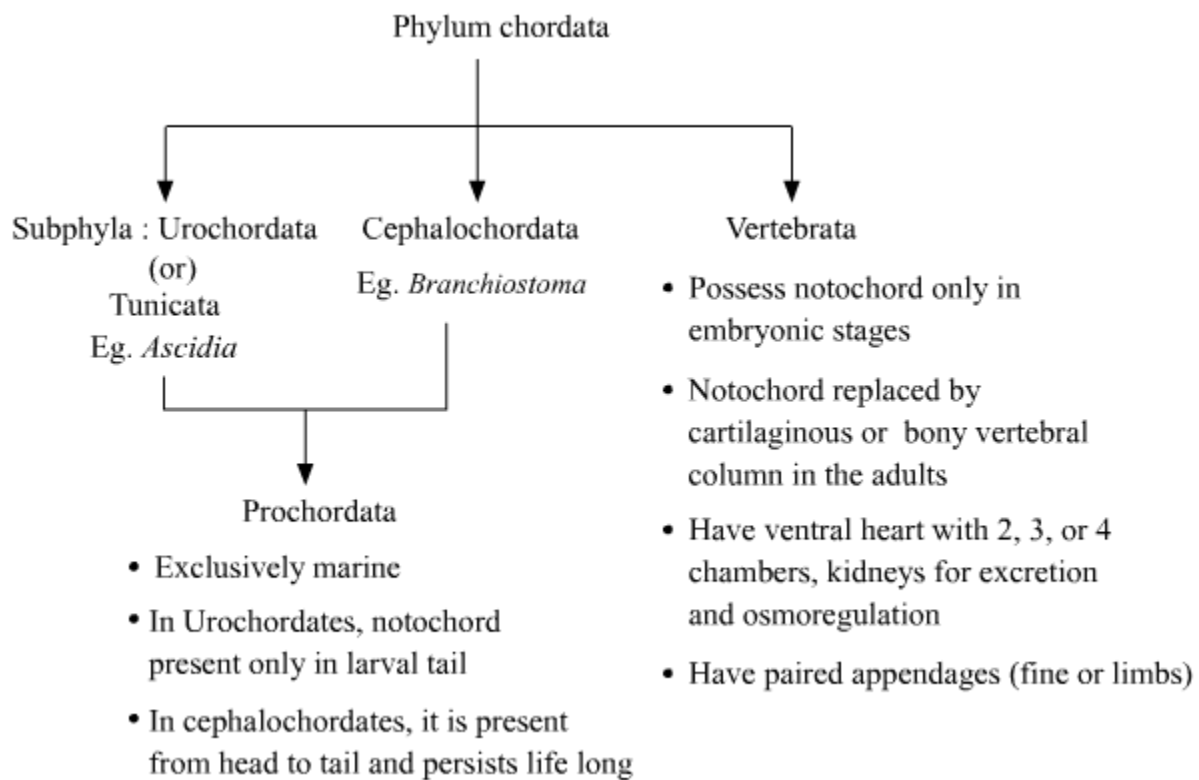 Phylum chordata
Subphyla : Urochordata
(or)
Tunicata
Eg. Ascidia
Cephalochordata
Eg. Branchiostoma
Vertebrata
• Possess notochord only in
embryonic stages
• Notochord replaced by
cartilaginous or bony vertebral
column in the adults
• Have ventral heart with 2, 3, or 4
chambers, kidneys for excretion
and osmoregulation
• Have paired appendages (fine or limbs)
Prochordata
• Exclusively marine
• In Urochordates, notochord
present only in larval tail
• In cephalochordates, it is present
from head to tail and persists life long